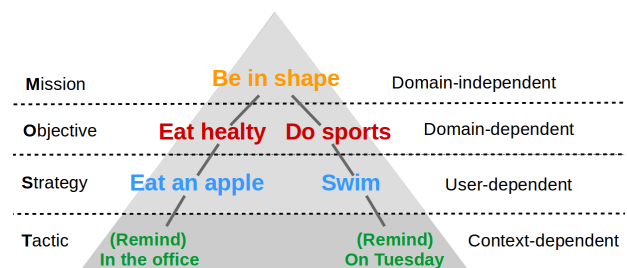 Be in shape
Mission
Domain-independent
Objective
Eat healty
Do sports
Domain-dependent
Strategy
Eat an apple
Swim
User-dependent
Tactic
(Remind)
In the office
(Remind)
On Tuesday
Context-dependent